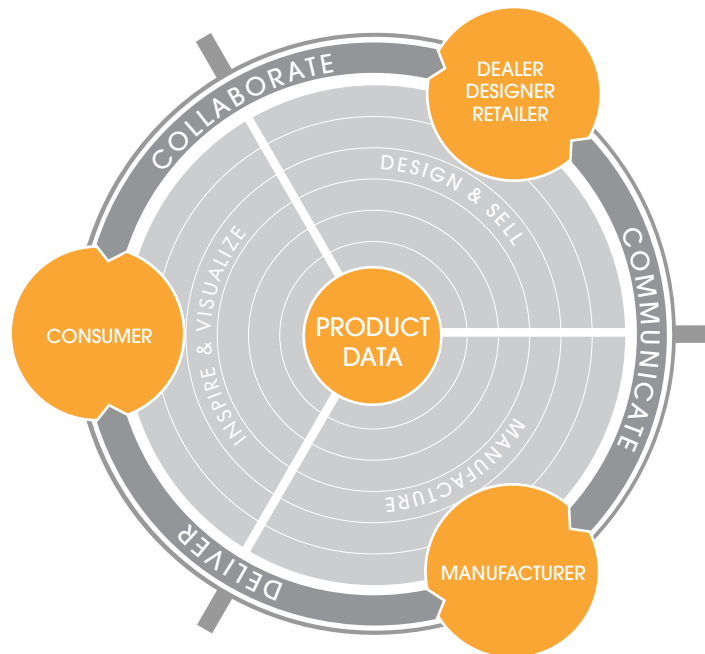 COLLABORATE
DEALER
DESIGNER
RETAILER
DESIGN & SELL
COMMUNICATE
CONSUMER
INSPIRE & VISUALIZE
PRODUCT
DATA
MANUFACTURE
MANUFACTURER
DELIVER